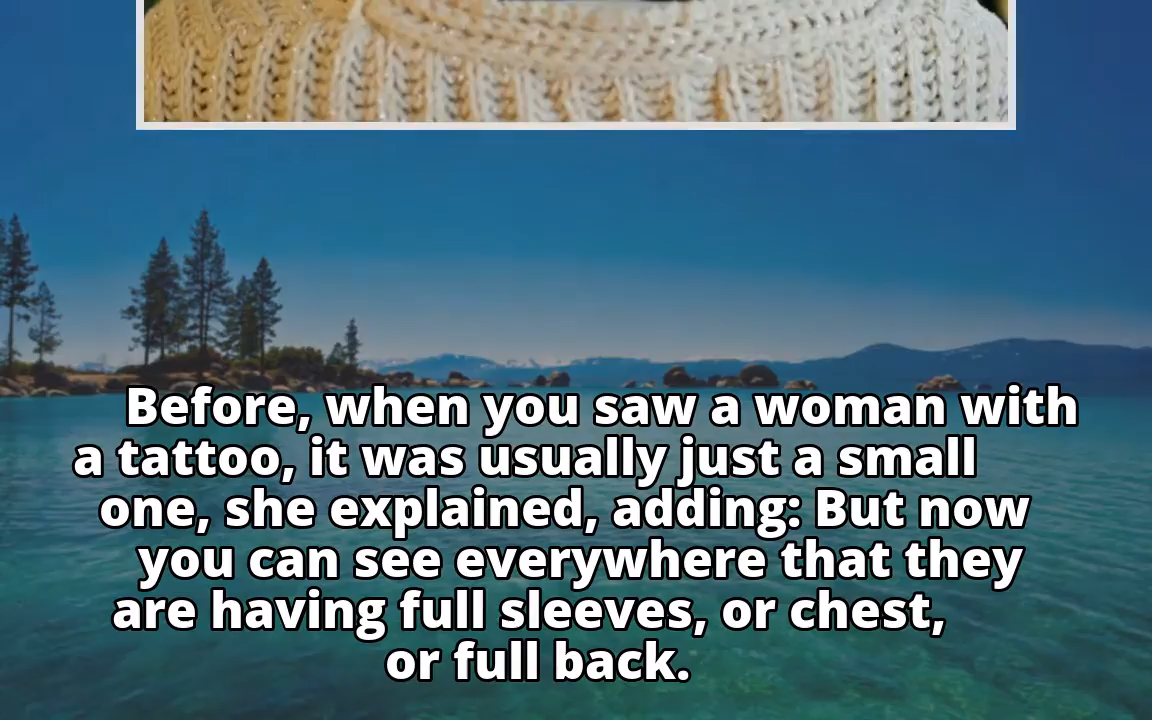 Before, when you saw a woman with
a tattoo, it was usually just a small
one, she explained, adding: But now
you can see everywhere that they
are having full sleeves, or chest,
or full back.